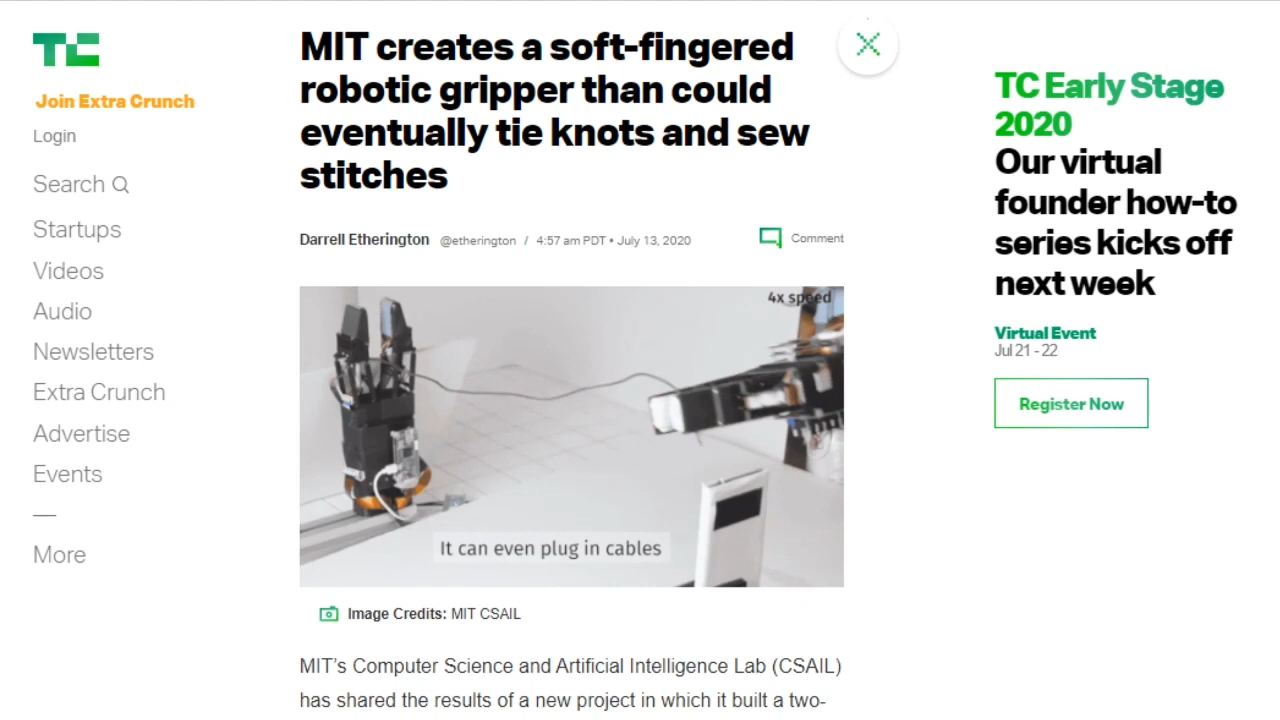 TC
Join Extra Crunch
Login
Search
Startups
Videos
Audio
Newsletters
Extra Crunch
Advertise
Events
—
More
MIT creates a soft-fingered
robotic gripper than could
eventually tie knots and sew
stitches
Darrell Etherington @etherington / 4:57 am PDT • July 13, 2020
Comment
4x speed
It can even plug in cables
Image Credits: MIT CSAIL
MIT’s Computer Science and Artificial Intelligence Lab (CSAIL)
has shared the results of a new project in which it built a two-
TC Early Stage
2020
Our virtual
founder how-to
series kicks off
next week
Virtual Event
Jul 21 - 22
Register Now